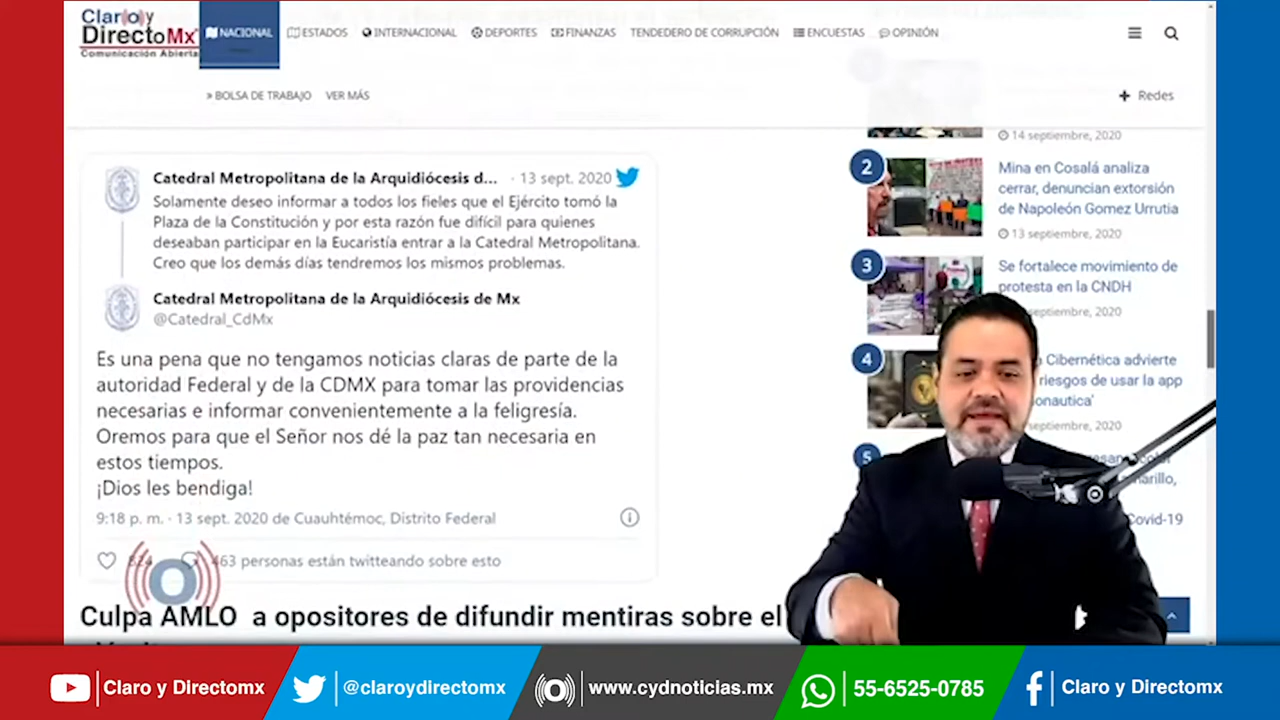 Claro y
DirectoMx
Comunicación Abierta
NACIONAL
ESTADOS
INTERNACIONAL
DEPORTES
FINANZAS
TENDEDERO DE CORRUPCIÓN
ENCUESTAS
OPINIÓN
» BOLSA DE TRABAJO
VER MÁS
+ Redes
Catedral Metropolitana de la Arquidiócesis d... · 13 sept. 2020
Solamente deseo informar a todos los fieles que el Ejército tomó la
Plaza de la Constitución y por esta razón fue difícil para quienes
deseaban participar en la Eucaristía entrar a la Catedral Metropolitana.
Creo que los demás días tendremos los mismos problemas.
Catedral Metropolitana de la Arquidiócesis de Mx
@Catedral_CdMx
Es una pena que no tengamos noticias claras de parte de la
autoridad Federal y de la CDMX para tomar las providencias
necesarias e informar convenientemente a la feligresía.
Oremos para que el Señor nos dé la paz tan necesaria en
estos tiempos.
¡Dios les bendiga!
9:18 p. m. · 13 sept. 2020 de Cuauhtémoc, Distrito Federal
463 personas están twitteando sobre esto
Culpa AMLO a opositores de difundir mentiras sobre el
14 septiembre, 2020
2
Mina en Cosalá analiza
cerrar, denuncian extorsión
de Napoleón Gomez Urrutia
13 septiembre, 2020
3
Se fortalece movimiento de
protesta en la CNDH
septiembre, 2020
4
Cibernética advierte
riesgos de usar la app
septiembre, 2020
5
Covid-19
Claro y Directomx
@claroydirectomx
www.cydnoticias.mx
55-6525-0785
Claro y Directomx